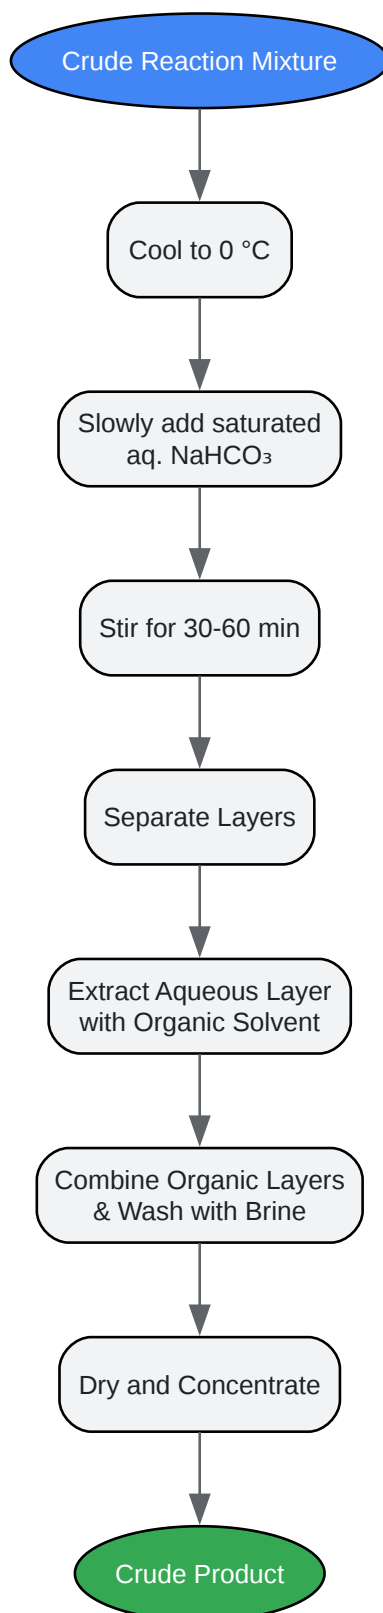 Crude Reaction Mixture
Cool to 0 °C
Slowly add saturated
aq. NaHCO₃
Stir for 30-60 min
Separate Layers
Extract Aqueous Layer
with Organic Solvent
Combine Organic Layers
& Wash with Brine
Dry and Concentrate
Crude Product